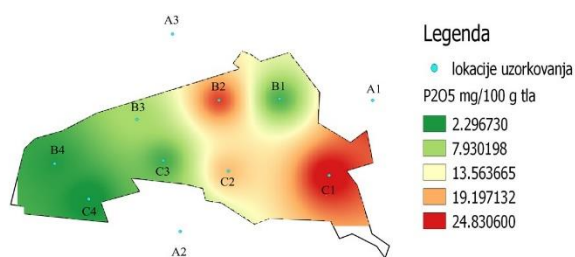 A3
Legenda
lokacije uzorkovanja
P2O5 mg/100 g tla
2.296730
7.930198
13.563665
19.197132
24.830600
B2
B1
A1
B3
B4
C3
C2
C1
C4
A2